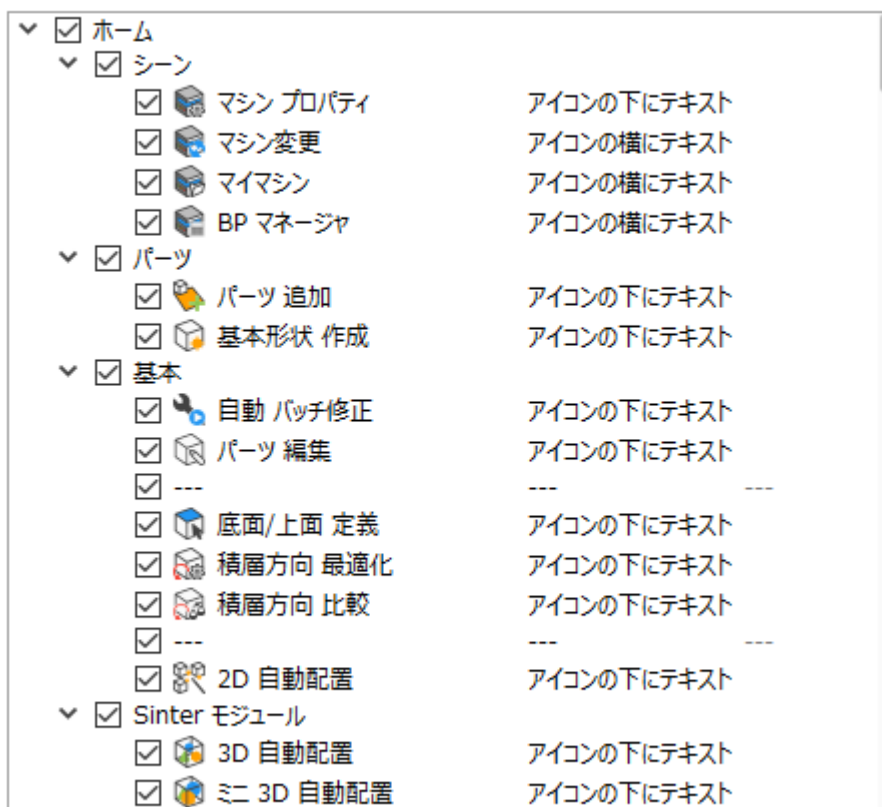 ホーム
シーン
マシン プロパティ アイコンの下にテキスト
マシン変更 アイコンの横にテキスト
マイマシン アイコンの横にテキスト
BP マネージャ アイコンの横にテキスト
パーツ
パーツ 追加 アイコンの下にテキスト
基本形状 作成 アイコンの下にテキスト
基本
自動 バッチ修正 アイコンの下にテキスト
パーツ 編集 アイコンの下にテキスト
--- --- ---
底面/上面 定義 アイコンの下にテキスト
積層方向 最適化 アイコンの下にテキスト
積層方向 比較 アイコンの下にテキスト
--- --- ---
2D 自動配置 アイコンの下にテキスト
Sinter モジュール
3D 自動配置 アイコンの下にテキスト
ミニ 3D 自動配置 アイコンの下にテキスト